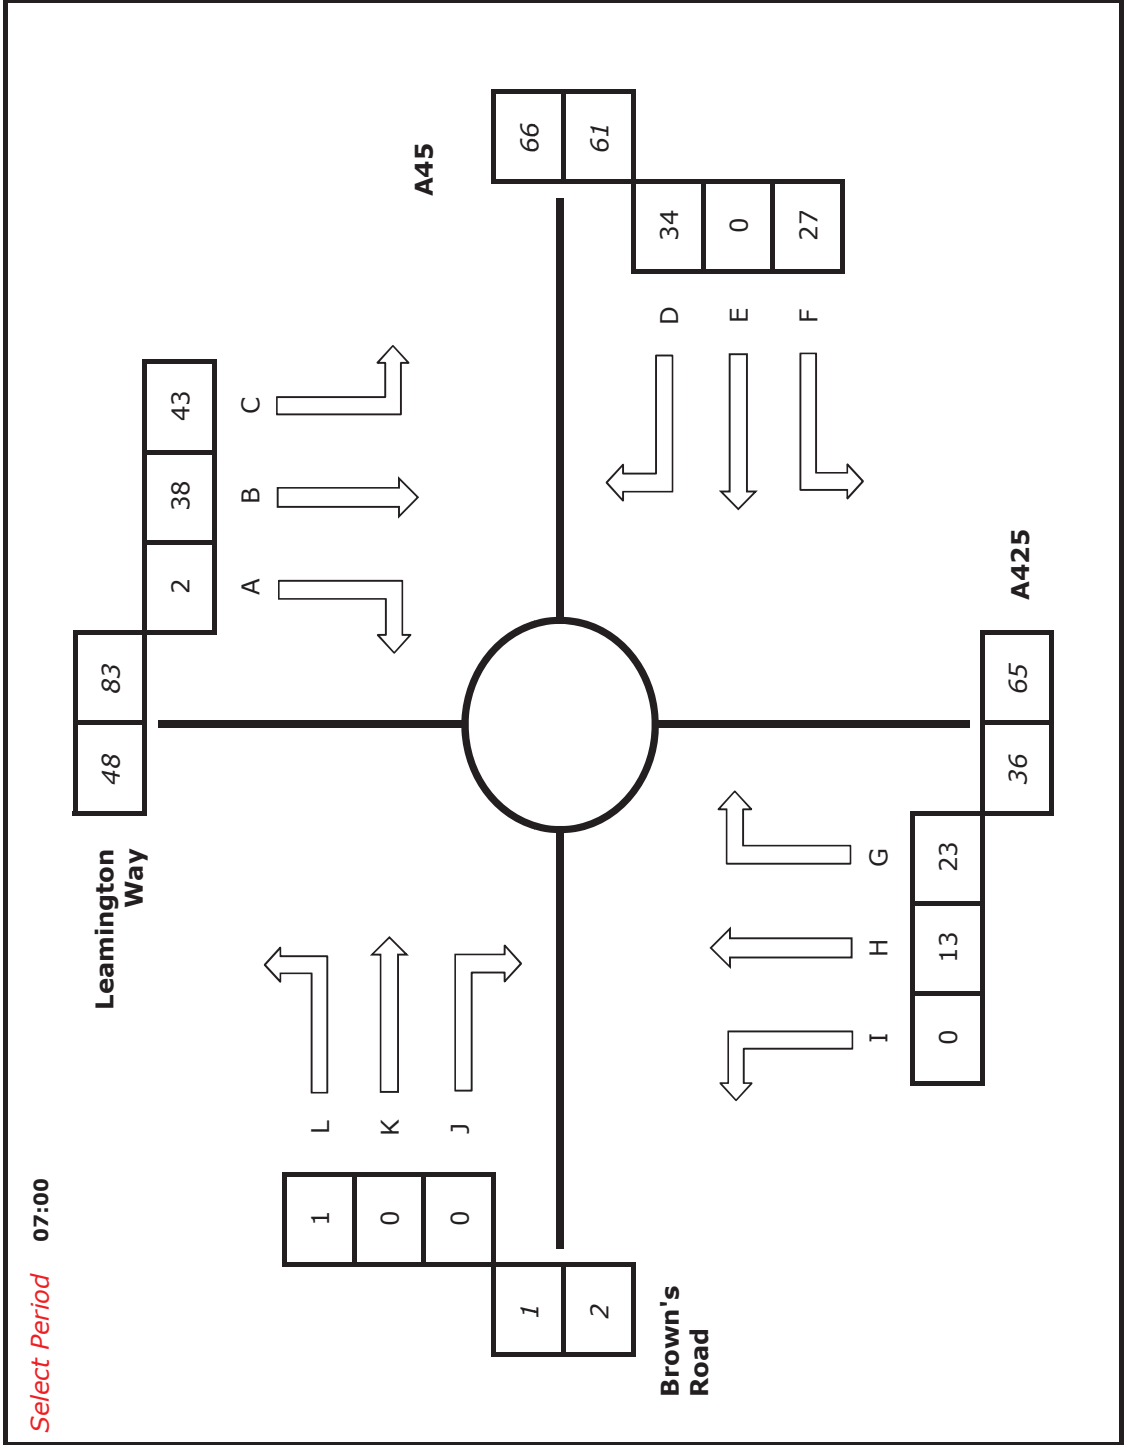 Select Period 07:00
Leamington
Way
48 83
2 38 43
A B C
1 L
0 K
0 J
A45
1 66
2 61
Brown's
Road
D 34
E 0
F 27
I H G
0 13 23
36 65 A425